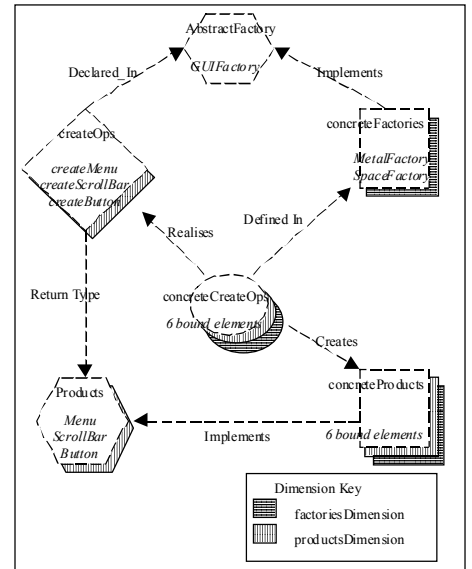 AbstractFactory
GUIFactory
Declared_In
Implements
createOps
createMenu
createScrollBar
createButton
concreteFactories
MetalFactory
SpaceFactory
Realises
Defined In
Return Type
concreteCreateOps
6 bound elements
Creates
Products
Menu
ScrollBar
Button
concreteProducts
6 bound elements
Implements
Dimension Key
factoriesDimension
productsDimension